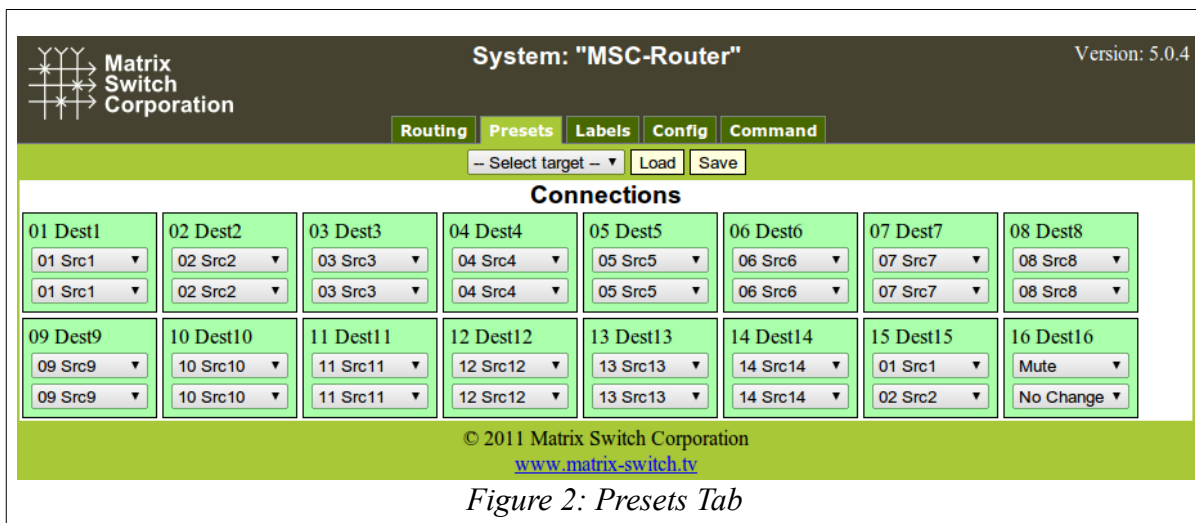 Matrix
Switch
Corporation
System: "MSC-Router"
Version: 5.0.4
Routing Presets Labels Config Command
-- Select target -- Load Save
Connections
01 Dest1 02 Dest2 03 Dest3 04 Dest4 05 Dest5 06 Dest6 07 Dest7 08 Dest8
01 Src1 02 Src2 03 Src3 04 Src4 05 Src5 06 Src6 07 Src7 08 Src8
01 Src1 02 Src2 03 Src3 04 Src4 05 Src5 06 Src6 07 Src7 08 Src8
09 Dest9 10 Dest10 11 Dest11 12 Dest12 13 Dest13 14 Dest14 15 Dest15 16 Dest16
09 Src9 10 Src10 11 Src11 12 Src12 13 Src13 14 Src14 01 Src1 Mute
09 Src9 10 Src10 11 Src11 12 Src12 13 Src13 14 Src14 02 Src2 No Change
© 2011 Matrix Switch Corporation
www.matrix-switch.tv
Figure 2: Presets Tab